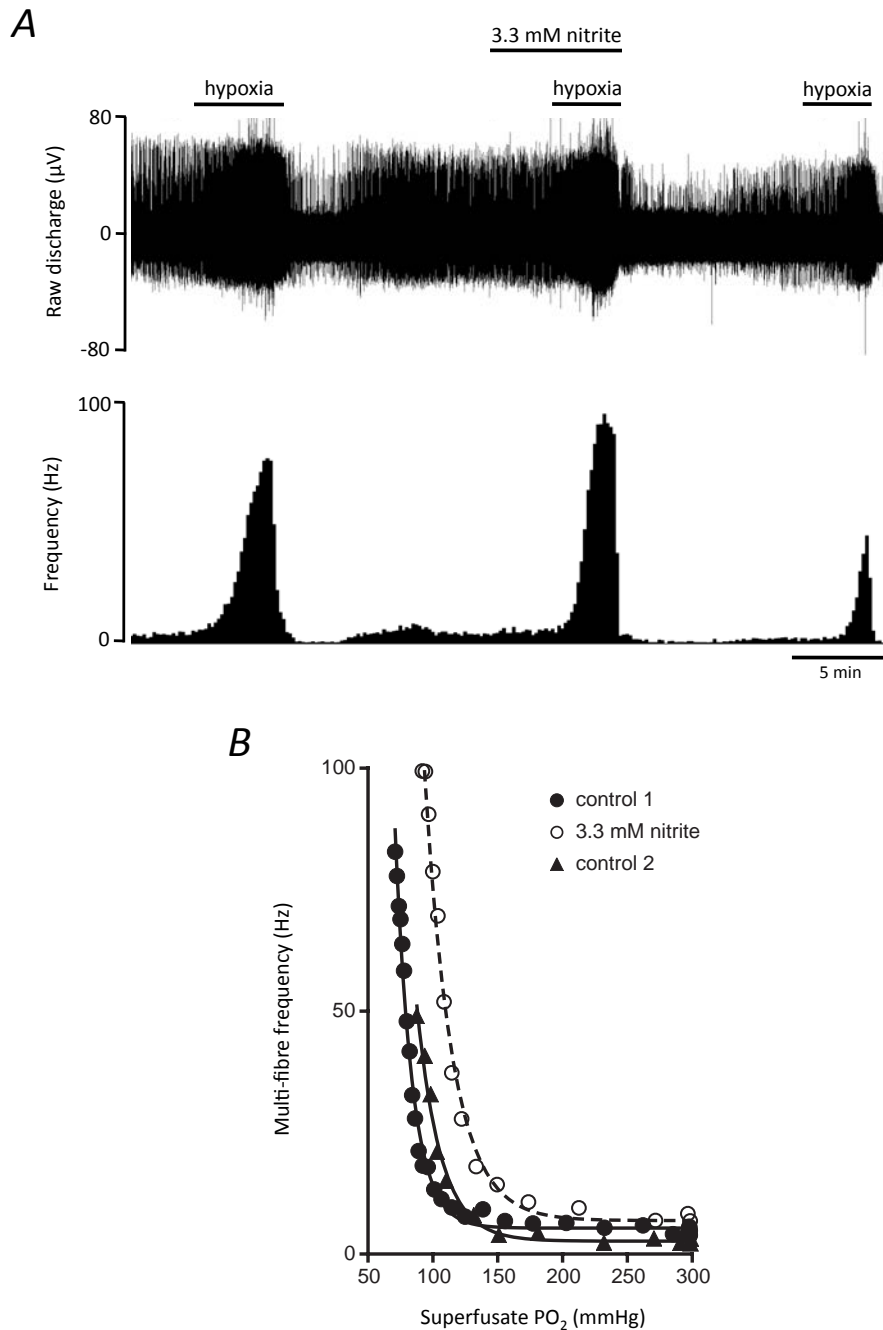 A
3.3 mM nitrite
hypoxia hypoxia hypoxia
80
0
-80
Raw discharge (µV)
100
0
Frequency (Hz)
5 min
B
100
50
0
Multi-fibre frequency (Hz)
control 1
3.3 mM nitrite
control 2
50 100 150 200 250 300
Superfusate PO₂ (mmHg)